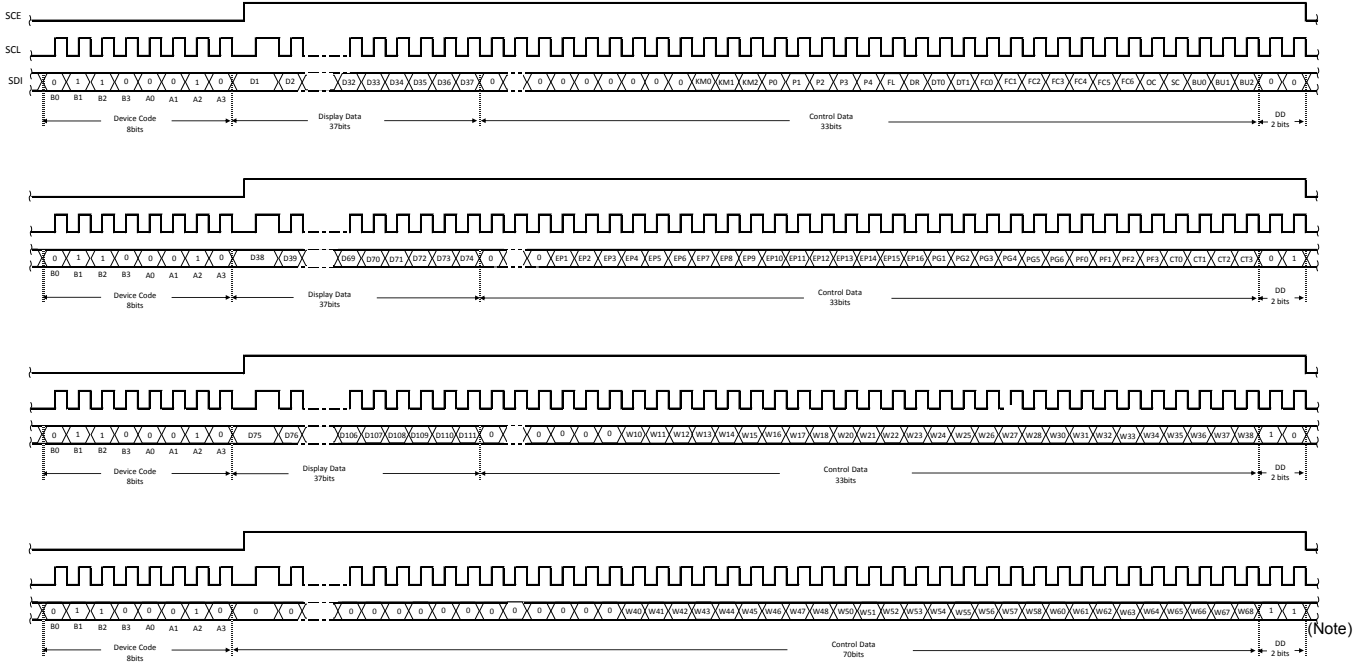 SCE
SCL
SDI
0 1 1 0 0 0 1 0 D1 D2 D32 D33 D34 D35 D36 D37 0 0 0 0 0 0 0 0 KM0 KM1 KM2 P0 P1 P2 P3 P4 FL DR DT0 DT1 FC0 FC1 FC2 FC3 FC4 FC5 FC6 OC SC BU0 BU1 BU2 0 0
B0 B1 B2 B3 A0 A1 A2 A3
Device Code
8bits
Display Data
37bits
Control Data
33bits
DD
2 bits
0 1 1 0 0 0 1 0 D38 D39 D69 D70 D71 D72 D73 D74 0 0 EP1 EP2 EP3 EP4 EP5 EP6 EP7 EP8 EP9 EP10 EP11 EP12 EP13 EP14 EP15 EP16 PG1 PG2 PG3 PG4 PG5 PG6 PF0 PF1 PF2 PF3 CT0 CT1 CT2 CT3 0 1
B0 B1 B2 B3 A0 A1 A2 A3
Device Code
8bits
Display Data
37bits
Control Data
33bits
DD
2 bits
0 1 1 0 0 0 1 0 D75 D76 D106 D107 D108 D109 D110 D111 0 0 0 0 0 W10 W11 W12 W13 W14 W15 W16 W17 W18 W20 W21 W22 W23 W24 W25 W26 W27 W28 W30 W31 W32 W33 W34 W35 W36 W37 W38 1 0
B0 B1 B2 B3 A0 A1 A2 A3
Device Code
8bits
Display Data
37bits
Control Data
33bits
DD
2 bits
0 1 1 0 0 0 1 0 0 0 0 0 0 0 0 0 0 0 0 0 0 0 W40 W41 W42 W43 W44 W45 W46 W47 W48 W50 W51 W52 W53 W54 W55 W56 W57 W58 W60 W61 W62 W63 W64 W65 W66 W67 W68 1 1
(Note)
B0 B1 B2 B3 A0 A1 A2 A3
Device Code
8bits
Control Data
70bits
DD
2 bits